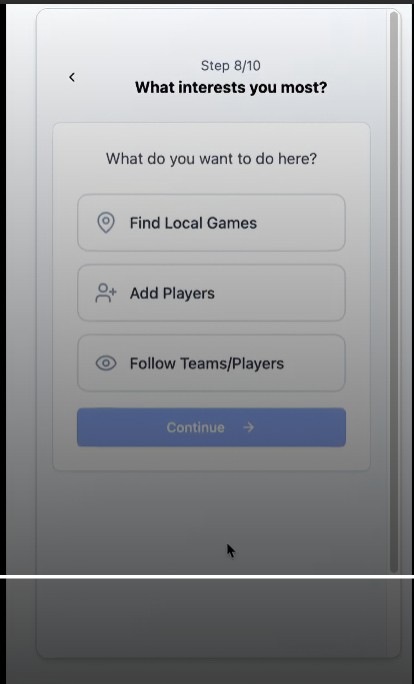 Step 8/10
What interests you most?
What do you want to do here?
Find Local Games
Add Players
Follow Teams/Players
Continue